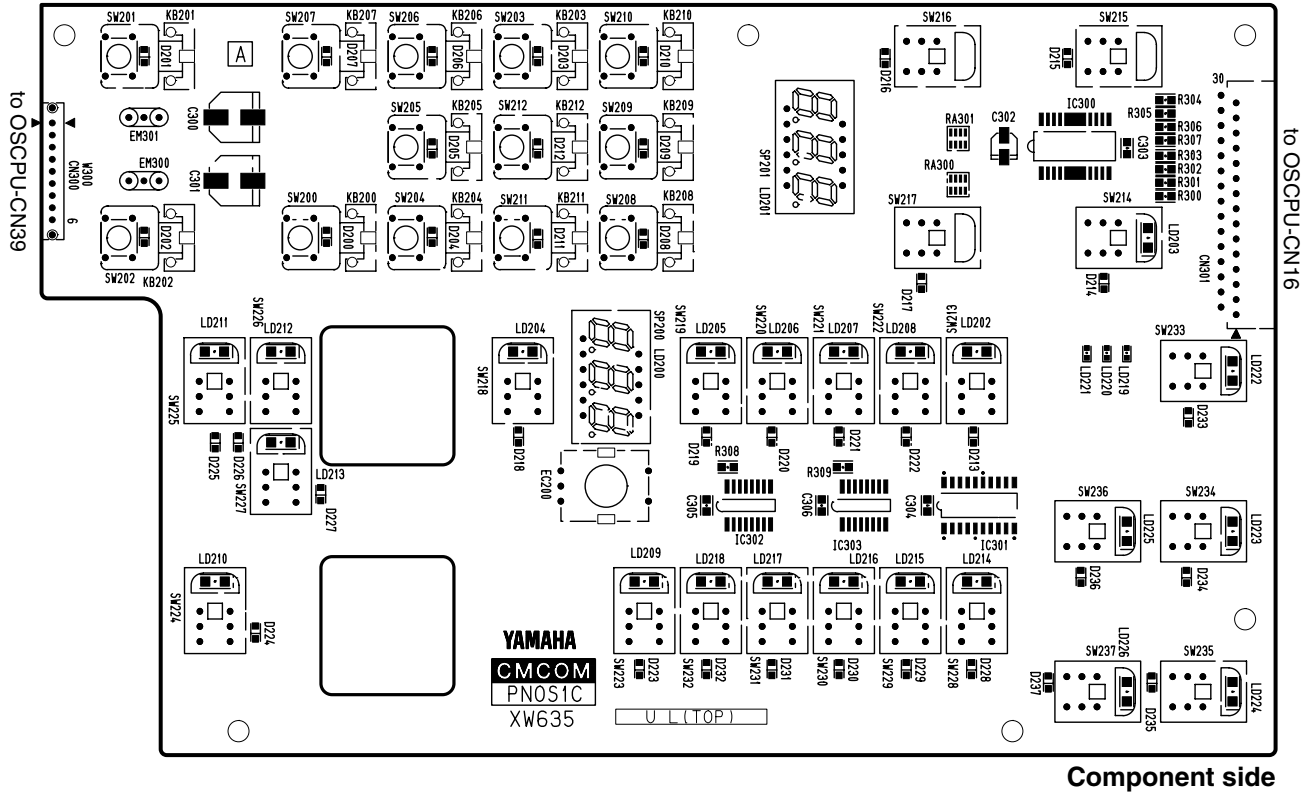 SW201 KB201 SW207 KB207 SW206 KB206 SW203 KB203 SW210 KB210 SW216 SW215
D201 A D207 D206 D203 D210 D216 D215
30
to OSCPU-CN39
W300
CN300
6
EM301
C300
EM300
C301
SW205 KB205 SW212 KB212 SW209 KB209
D205 D212 D209
SP201 LD201
RA301
RA300
C302
IC300
C303
R304
R305
R306
R307
R303
R302
R301
R300
to OSCPU-CN16
CN301
SW200 KB200 SW204 KB204 SW211 KB211 SW208 KB208 SW217 SW214
D202 D200 D204 D211 D208 LD203
SW202 KB202
D217 D214
LD211 SW226 LD212 LD204 SP200 LD200 SW219 LD205 SW220 LD206 SW221 LD207 SW222 LD208 SW213 LD202
SW233
LD222
LD221 LD220 LD219
D233
SW225 SW218
D225 D226 SW227 LD213 D227
D218
EC200
D219 D220 D221 D222 D213
R308 R309
C305 C306 C304
IC302 IC303 IC301
SW236 SW234
LD225 LD223
D236 D234
LD210 LD209 LD218 LD217 LD216 LD215 LD214
SW224
D224
SW223 D223 SW232 D232 SW231 D231 SW230 D230 SW229 D229 SW228 D228
LD226
SW237 SW235
D237 D235 LD224
YAMAHA
CMCOM
PNOS1C
XW635
U L(TOP)
Component side